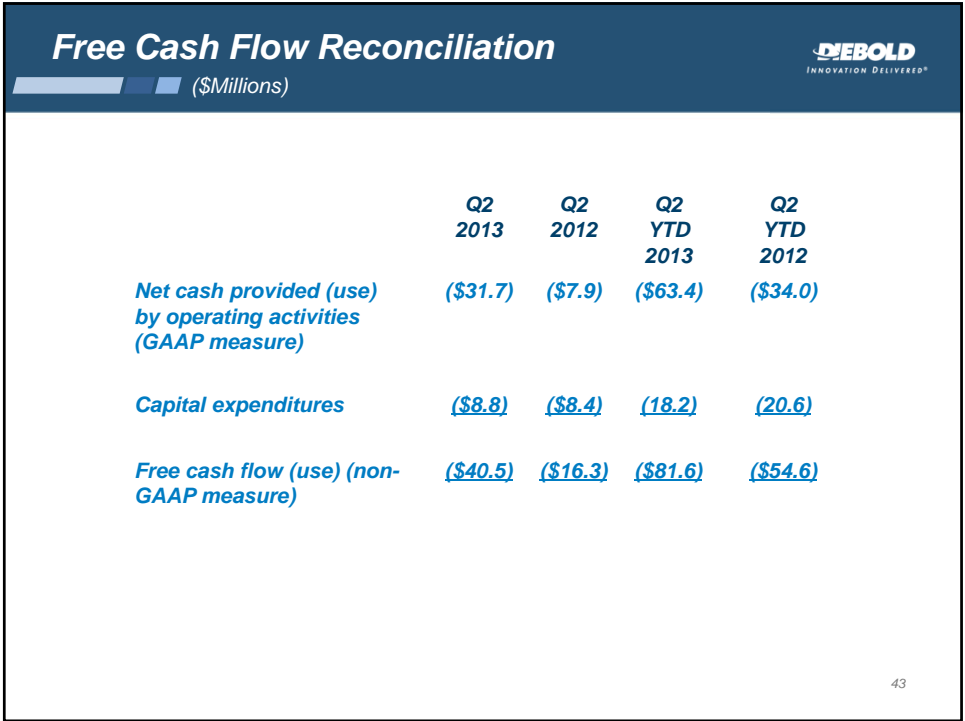 Free Cash Flow Reconciliation
DIEBOLD
INNOVATION DELIVERED®
($Millions)
Q2 Q2 Q2 Q2
2013 2012 YTD YTD
2013 2012
Net cash provided (use) ($31.7) ($7.9) ($63.4) ($34.0)
by operating activities
(GAAP measure)
Capital expenditures ($8.8) ($8.4) (18.2) (20.6)
Free cash flow (use) (non- ($40.5) ($16.3) ($81.6) ($54.6)
GAAP measure)
43